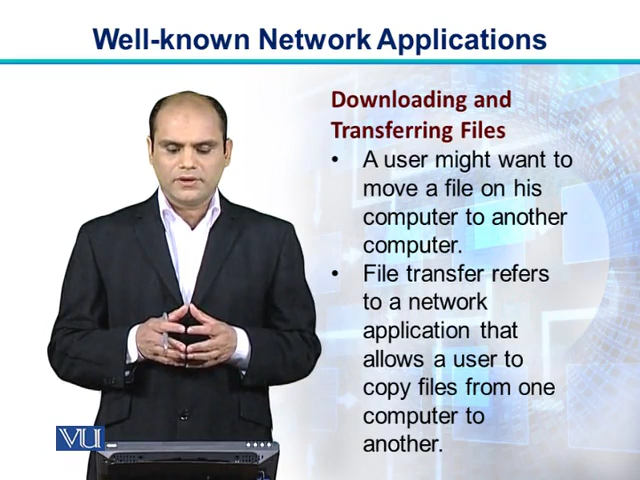 Well-known Network Applications
Downloading and
Transferring Files
• A user might want to
move a file on his
computer to another
computer.
• File transfer refers
to a network
application that
allows a user to
copy files from one
computer to
another.
VU